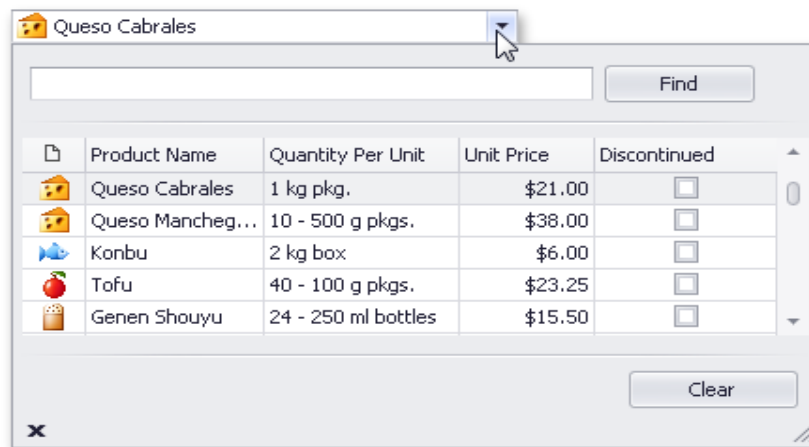 Queso Cabrales
Find
Product Name Quantity Per Unit Unit Price Discontinued
Queso Cabrales 1 kg pkg. $21.00
Queso Mancheg... 10 - 500 g pkgs. $38.00
Konbu 2 kg box $6.00
Tofu 40 - 100 g pkgs. $23.25
Genen Shouyu 24 - 250 ml bottles $15.50
Clear